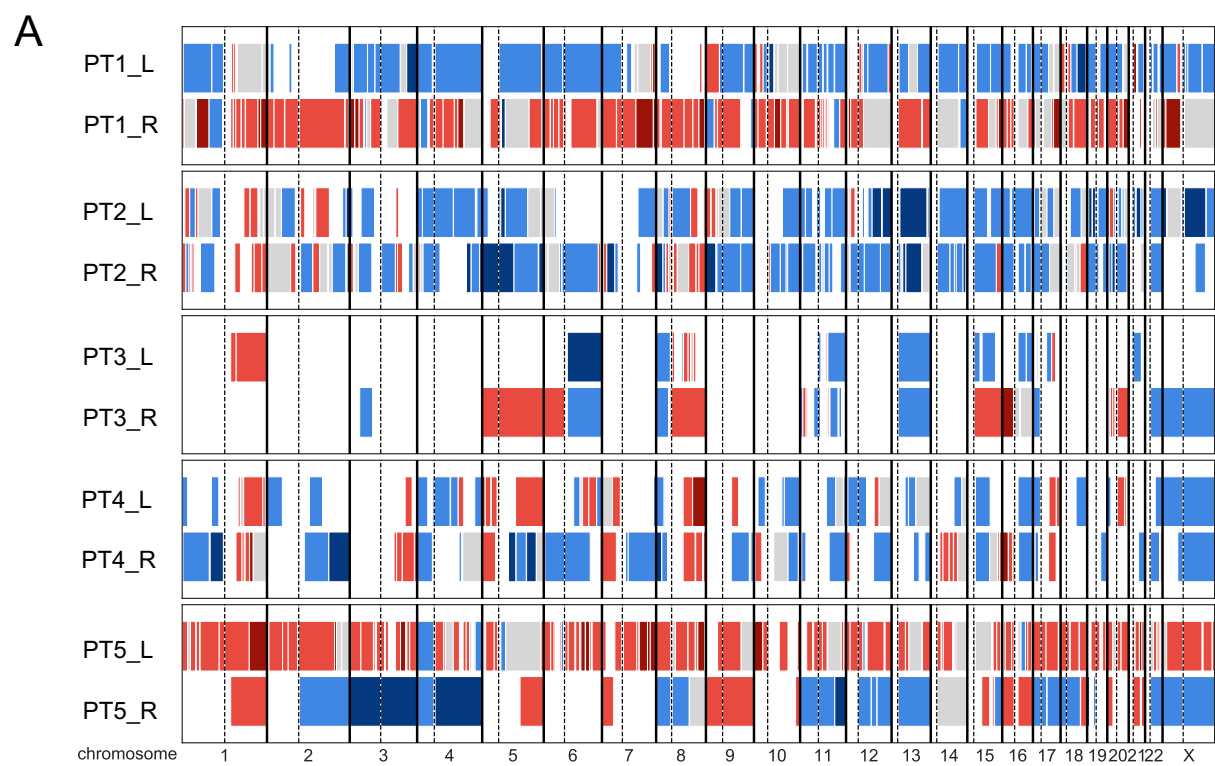 A
PT1_L
PT1_R
PT2_L
PT2_R
PT3_L
PT3_R
PT4_L
PT4_R
PT5_L
PT5_R
chromosome 1 2 3 4 5 6 7 8 9 10 11 12 13 14 15 16 17 18 19 20 21 22 X